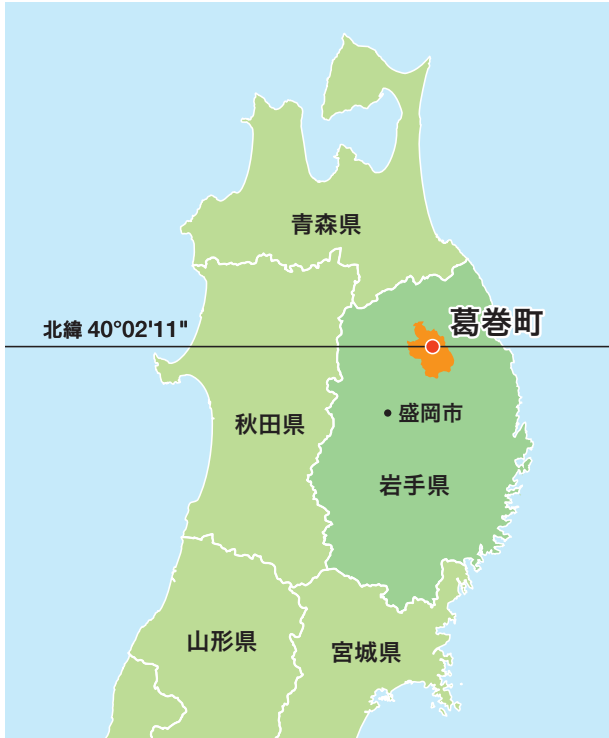 青森県
北緯 40°02'11"
葛巻町
盛岡市
秋田県
岩手県
山形県
宮城県